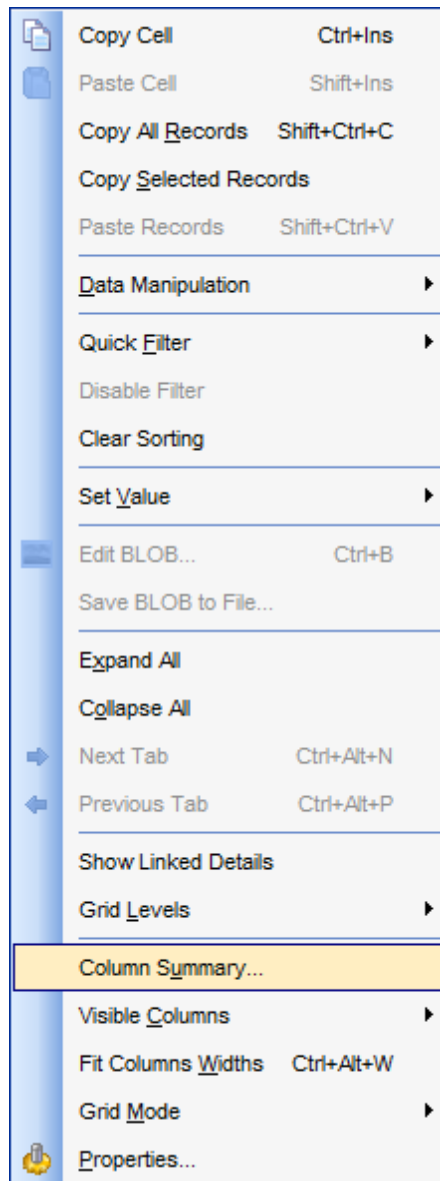 Copy Cell Ctrl+Ins
Paste Cell Shift+Ins
Copy All Records Shift+Ctrl+C
Copy Selected Records
Paste Records Shift+Ctrl+V
Data Manipulation
Quick Filter
Disable Filter
Clear Sorting
Set Value
Edit BLOB... Ctrl+B
Save BLOB to File...
Expand All
Collapse All
Next Tab Ctrl+Alt+N
Previous Tab Ctrl+Alt+P
Show Linked Details
Grid Levels
Column Summary...
Visible Columns
Fit Columns Widths Ctrl+Alt+W
Grid Mode
Properties...